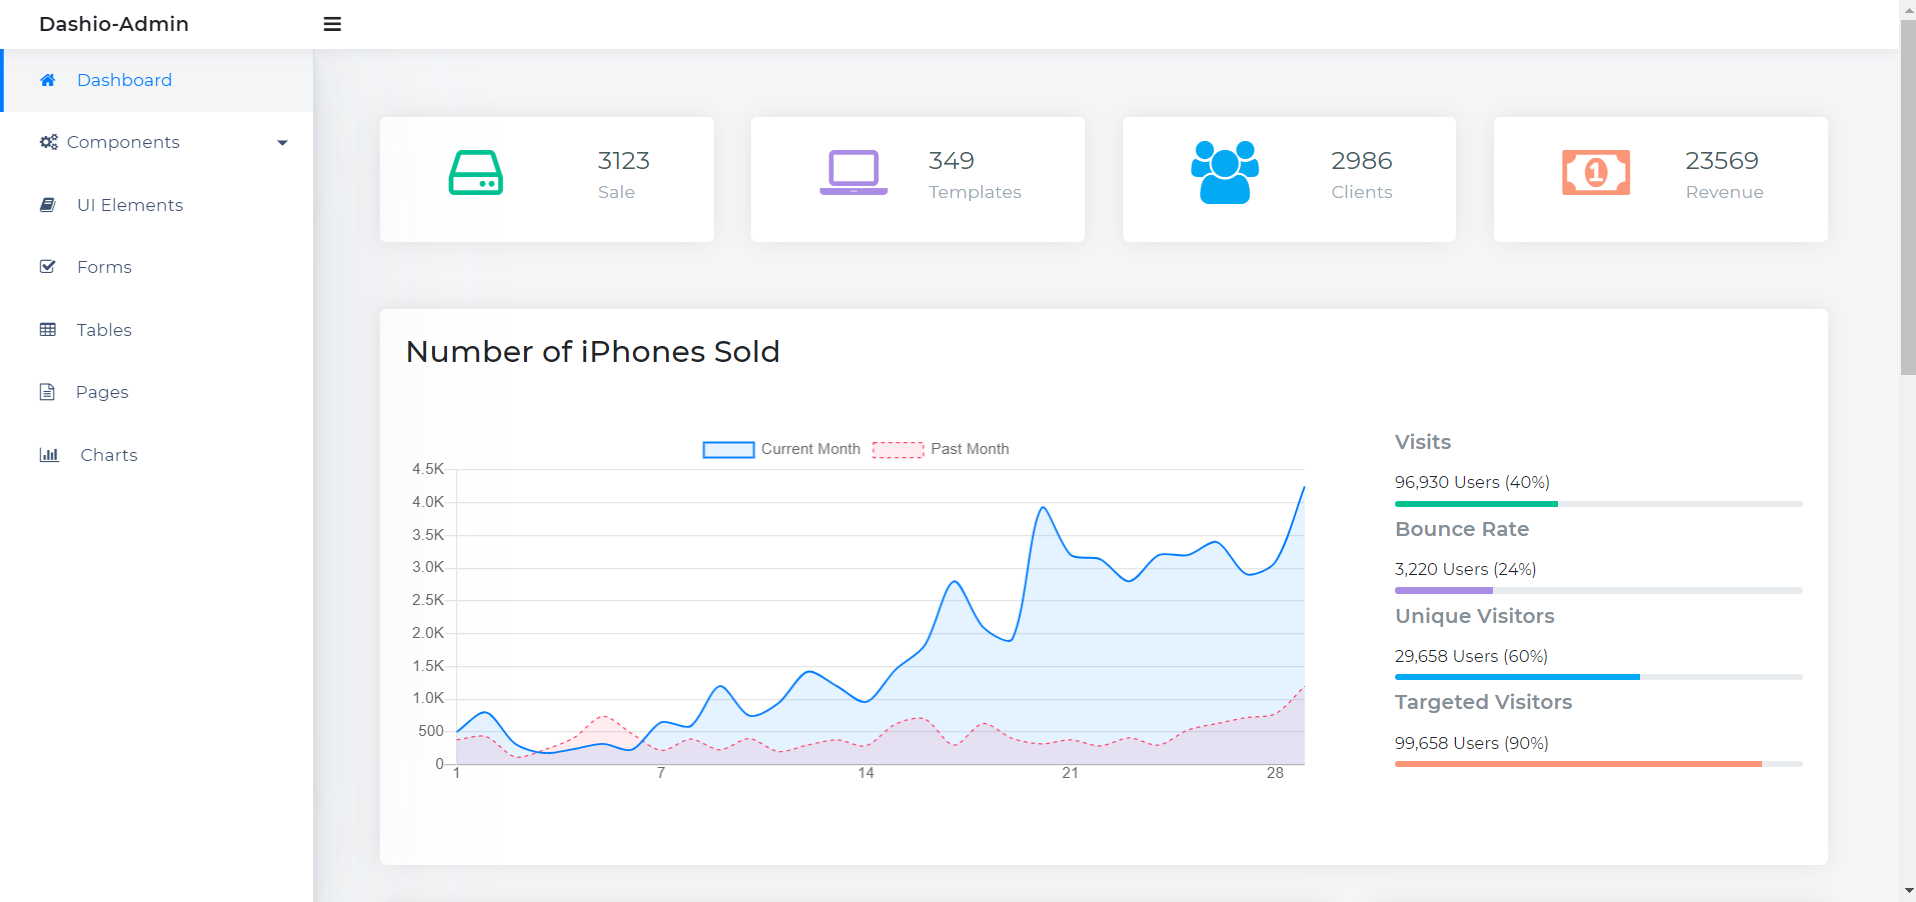 Dashio-Admin
Dashboard
Components
UI Elements
Forms
Tables
Pages
Charts
3123
Sale
349
Templates
2986
Clients
1
23569
Revenue
Number of iPhones Sold
Current Month
Past Month
4.5K
4.0K
3.5K
3.0K
2.5K
2.0K
1.5K
1.0K
500
0
1
7
14
21
28
Visits
96,930 Users (40%)
Bounce Rate
3,220 Users (24%)
Unique Visitors
29,658 Users (60%)
Targeted Visitors
99,658 Users (90%)